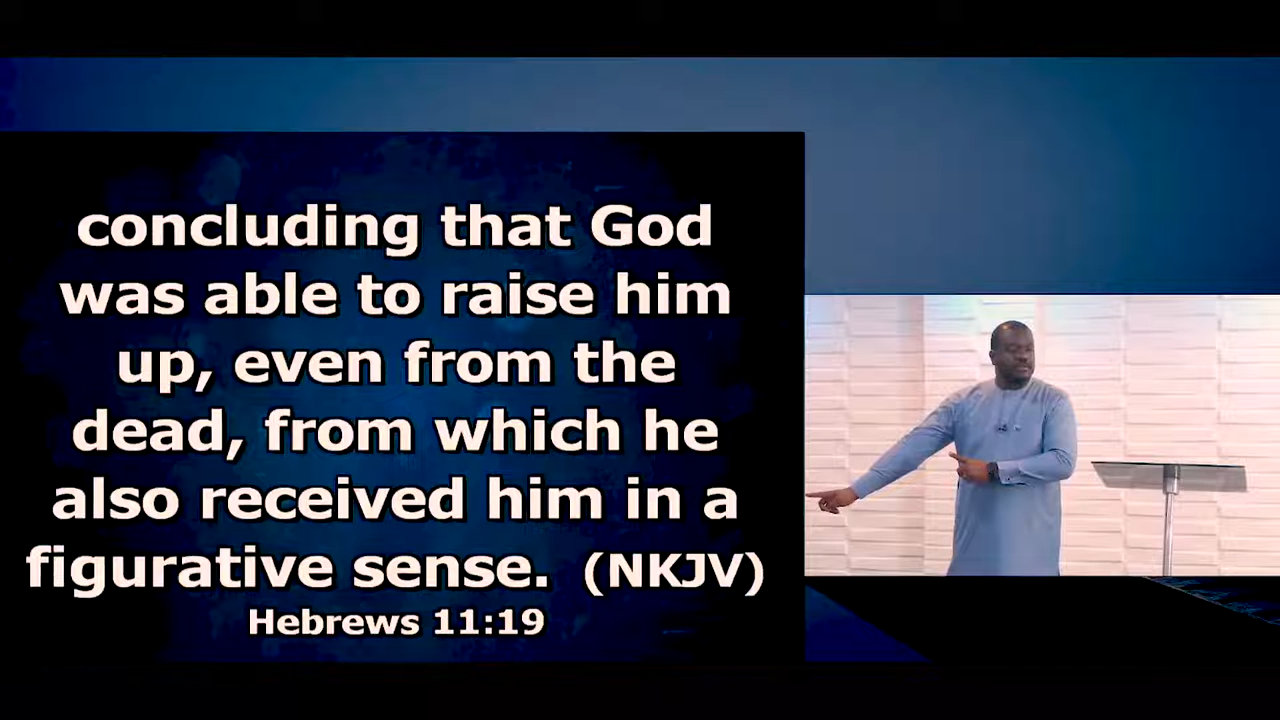 concluding that God
was able to raise him
up, even from the
dead, from which he
also received him in a
figurative sense. (NKJV)
Hebrews 11:19